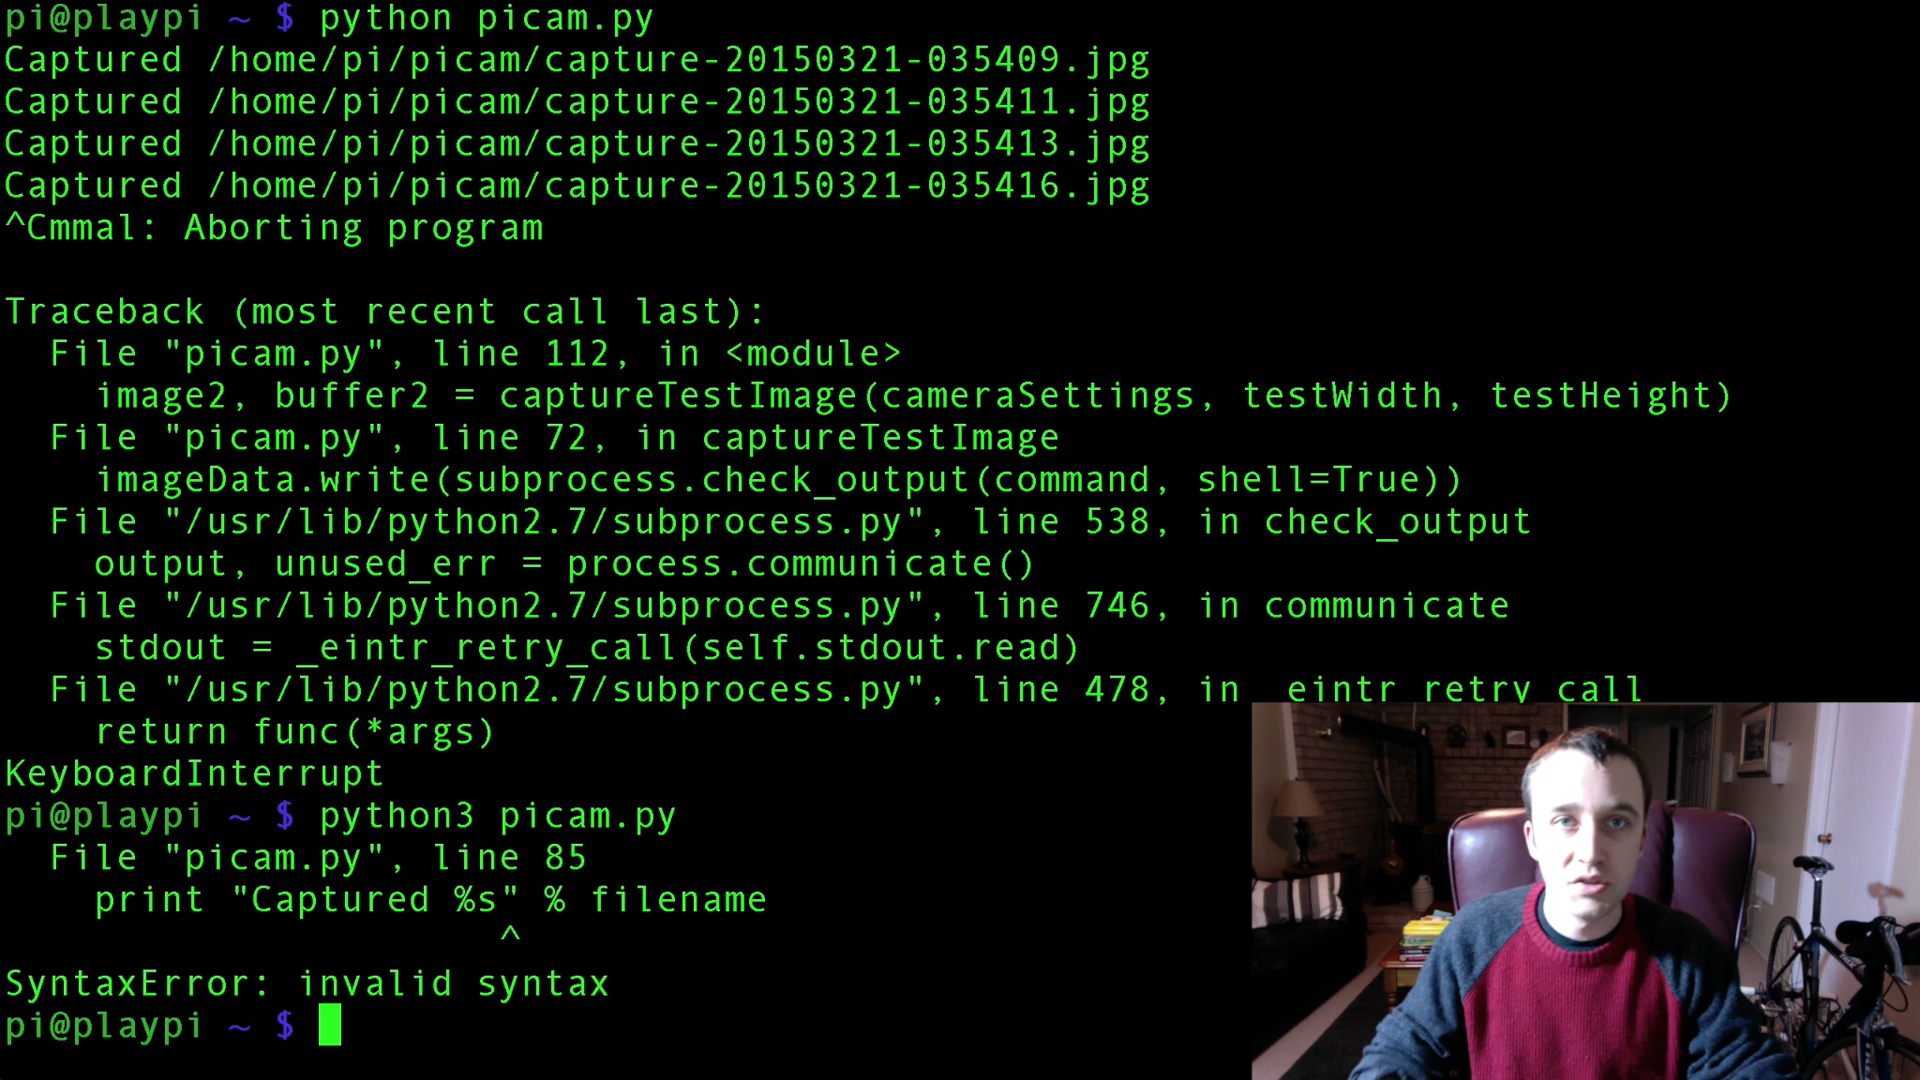 pi@playpi ~ $ python picam.py
Captured /home/pi/picam/capture-20150321-035409.jpg
Captured /home/pi/picam/capture-20150321-035411.jpg
Captured /home/pi/picam/capture-20150321-035413.jpg
Captured /home/pi/picam/capture-20150321-035416.jpg
^Cmmal: Aborting program
Traceback (most recent call last):
File "picam.py", line 112, in <module>
image2, buffer2 = captureTestImage(cameraSettings, testWidth, testHeight)
File "picam.py", line 72, in captureTestImage
imageData.write(subprocess.check_output(command, shell=True))
File "/usr/lib/python2.7/subprocess.py", line 538, in check_output
output, unused_err = process.communicate()
File "/usr/lib/python2.7/subprocess.py", line 746, in communicate
stdout = _eintr_retry_call(self.stdout.read)
File "/usr/lib/python2.7/subprocess.py", line 478, in _eintr_retry_call
return func(*args)
KeyboardInterrupt
pi@playpi ~ $ python3 picam.py
File "picam.py", line 85
print "Captured %s" % filename
^
SyntaxError: invalid syntax
pi@playpi ~ $